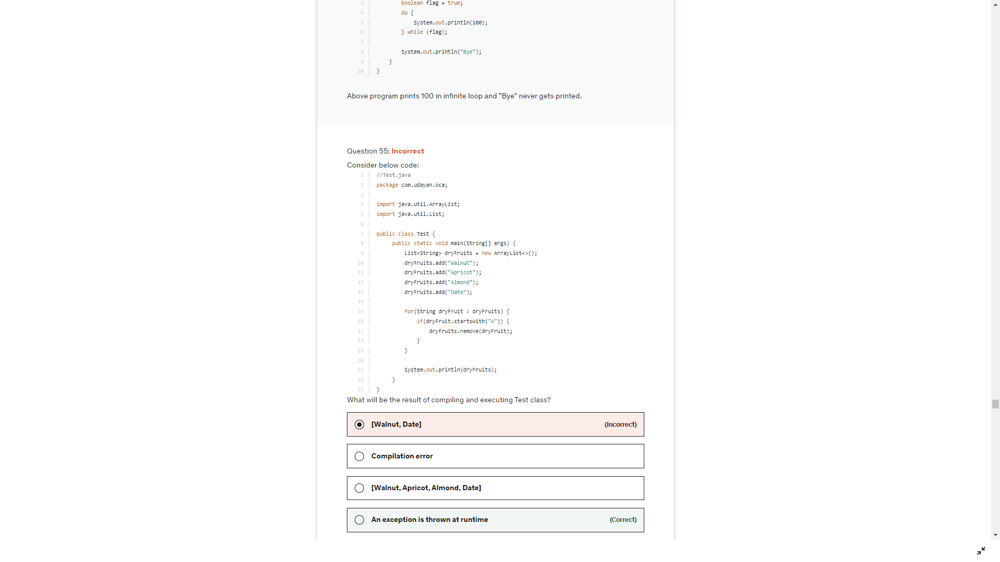 3 boolean flag = true;
4 do {
5 System.out.println(100);
6 } while (flag);
7
8 System.out.println("Bye");
9 }
10 }
Above program prints 100 in infinite loop and "Bye" never gets printed.
Question 55: Incorrect
Consider below code:
1 //Test.java
2 package com.udayan.oca;
3
4 import java.util.ArrayList;
5 import java.util.List;
6
7 public class Test {
8 public static void main(String[] args) {
9 List<String> dryFruits = new ArrayList<>();
10 dryFruits.add("Walnut");
11 dryFruits.add("Apricot");
12 dryFruits.add("Almond");
13 dryFruits.add("Date");
14
15 for(String dryFruit : dryFruits) {
16 if(dryFruit.startsWith("A")) {
17 dryFruits.remove(dryFruit);
18 }
19 }
20
21 System.out.println(dryFruits);
22 }
23 }
What will be the result of compiling and executing Test class?
[Walnut, Date] (Incorrect)
Compilation error
[Walnut, Apricot, Almond, Date]
An exception is thrown at runtime (Correct)